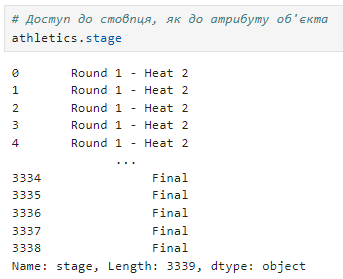 # Доступ до стовпця, як до атрибуту об'єкта
athletics.stage
0 Round 1 - Heat 2
1 Round 1 - Heat 2
2 Round 1 - Heat 2
3 Round 1 - Heat 2
4 Round 1 - Heat 2
...
3334 Final
3335 Final
3336 Final
3337 Final
3338 Final
Name: stage, Length: 3339, dtype: object